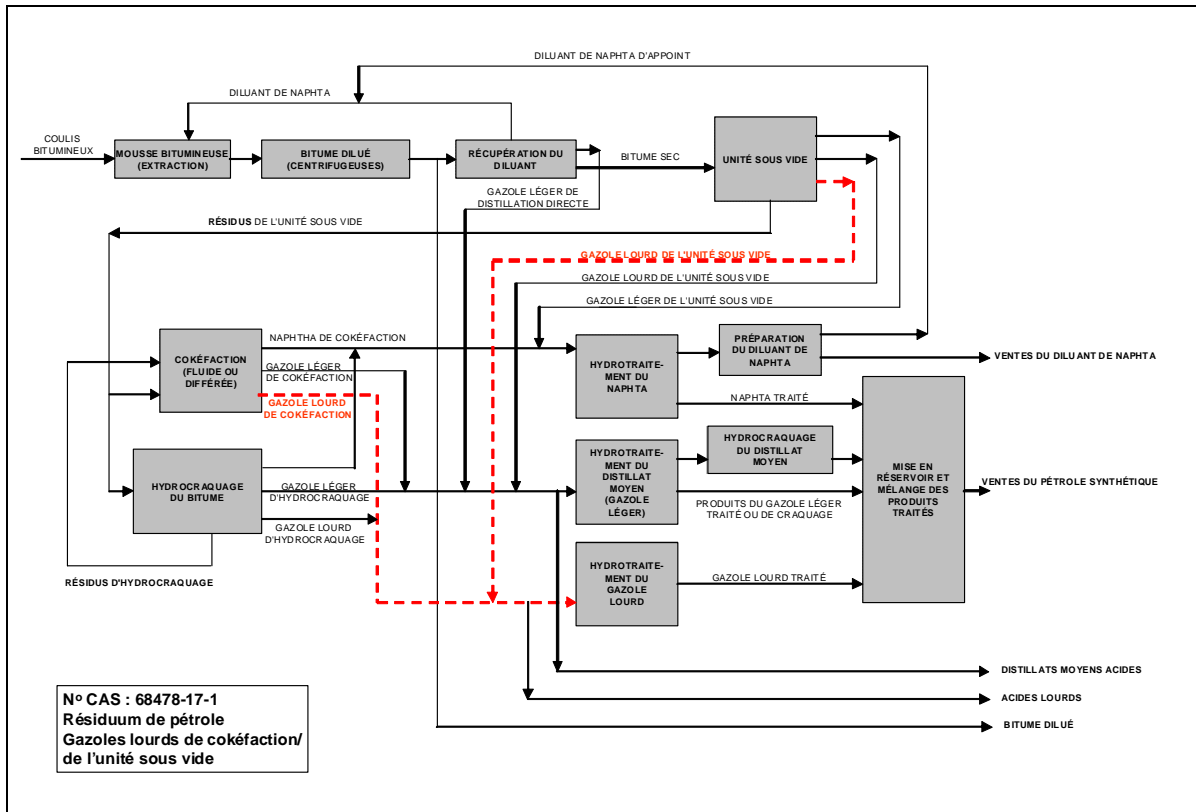 DILUANT DE NAPHTA D'APPOINT
DILUANT DE NAPHTA
COULIS
BITUMINEUX
MOUSSE BITUMINEUSE
(EXTRACTION)
BITUME DILUÉ
(CENTRIFUGEUSES)
RÉCUPÉRATION DU
DILUANT
BITUME SEC
UNITÉ SOUS VIDE
GAZOLE LÉGER DE
DISTILLATION DIRECTE
RÉSIDUS DE L'UNITÉ SOUS VIDE
GAZOLE LOURD DE L'UNITÉ SOUS VIDE
GAZOLE LOURD DE L'UNITÉ SOUS VIDE
GAZOLE LÉGER DE L'UNITÉ SOUS VIDE
COKÉFACTION
(FLUIDE OU
DIFFÉRÉE)
NAPHTHA DE COKÉFACTION
GAZOLE LÉGER
DE COKÉFACTION
GAZOLE LOURD
DE COKÉFACTION
HYDROTRAITE-
MENT DU
NAPHTA
PRÉPARATION
DU DILUANT DE
NAPHTA
VENTES DU DILUANT DE NAPHTA
NAPHTA TRAITÉ
HYDROCRAQUAGE
DU BITUME
GAZOLE LÉGER
D'HYDROCRAQUAGE
GAZOLE LOURD
D'HYDROCRAQUAGE
RÉSIDUS D'HYDROCRAQUAGE
HYDROTRAITE-
MENT DU
DISTILLAT
MOYEN
(GAZOLE
LÉGER)
HYDROCRAQUAGE
DU DISTILLAT
MOYEN
PRODUITS DU GAZOLE LÉGER
TRAITÉ OU DE CRAQUAGE
MISE EN
RÉSERVOIR ET
MÉLANGE DES
PRODUITS
TRAITÉS
VENTES DU PÉTROLE SYNTHÉTIQUE
HYDROTRAITE-
MENT DU
GAZOLE
LOURD
GAZOLE LOURD TRAITÉ
DISTILLATS MOYENS ACIDES
ACIDES LOURDS
BITUME DILUÉ
Nº CAS : 68478-17-1
Résiduum de pétrole
Gazoles lourds de cokéfaction/
de l'unité sous vide